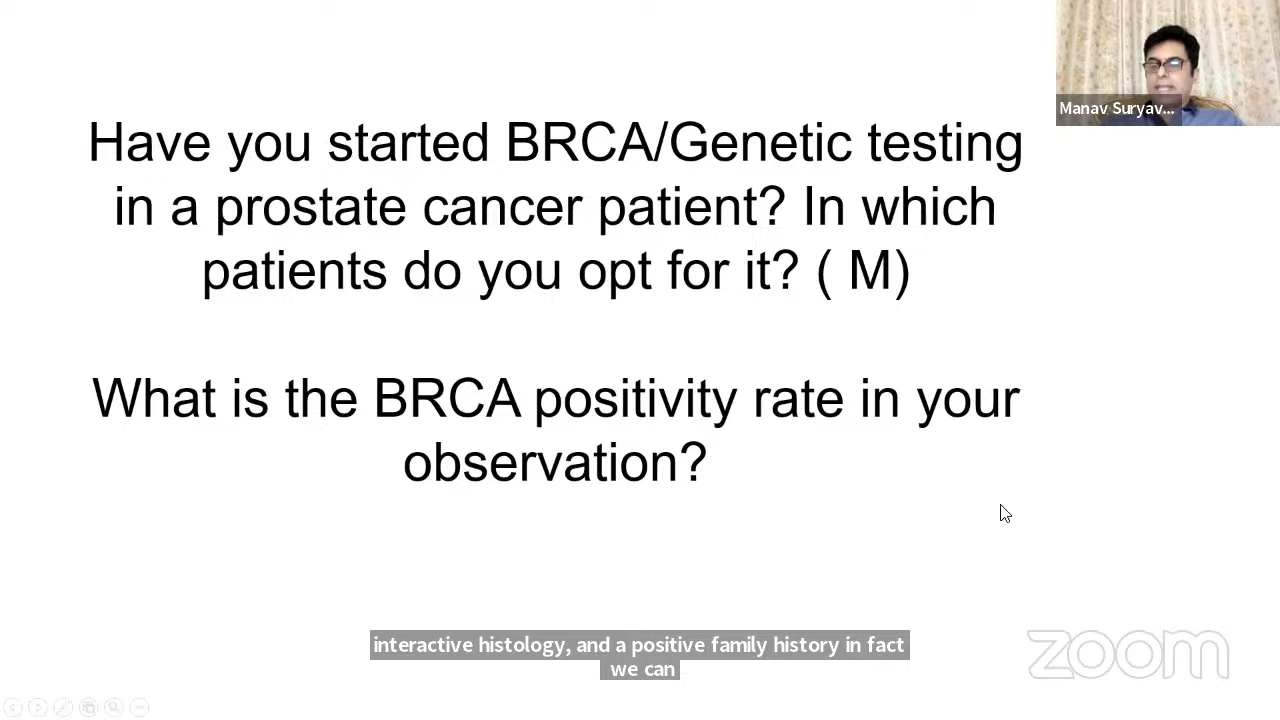 Manav Suryav...
Have you started BRCA/Genetic testing
in a prostate cancer patient? In which
patients do you opt for it? ( M)
What is the BRCA positivity rate in your
observation?
interactive histology, and a positive family history in fact
we can
zoom